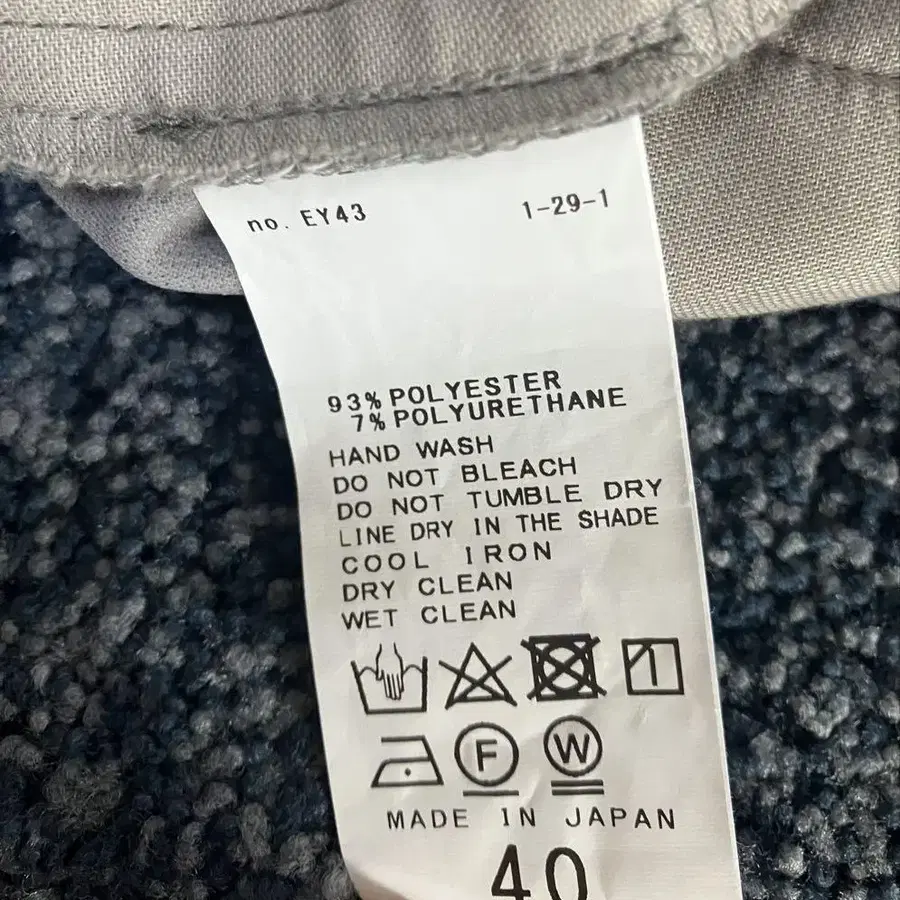 no. EY43 1-29-1
93% POLYESTER
7% POLYURETHANE
HAND WASH
DO NOT BLEACH
DO NOT TUMBLE DRY
LINE DRY IN THE SHADE
COOL IRON
DRY CLEAN
WET CLEAN
F W
MADE IN JAPAN
40